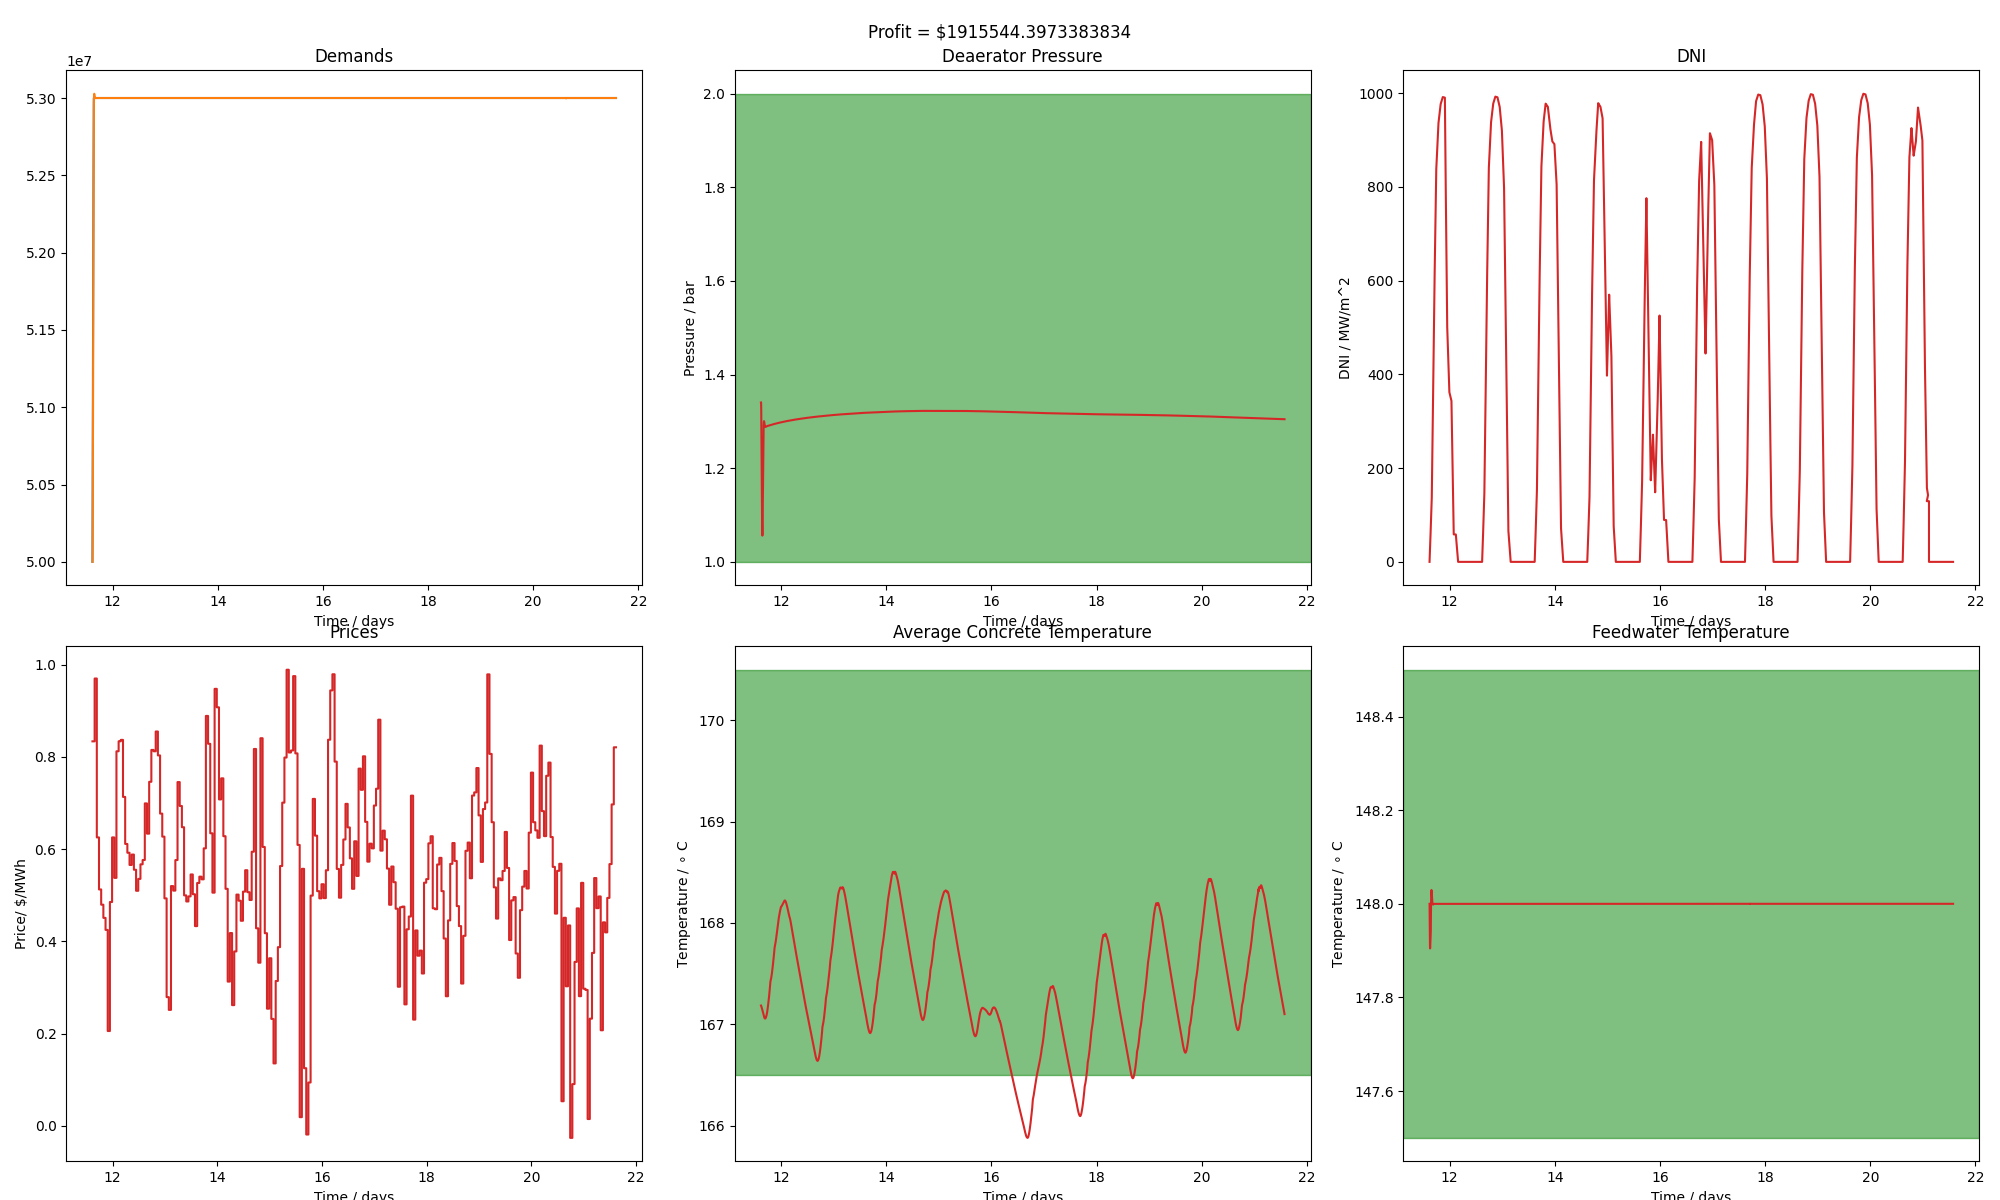 Profit = $1915544.3973383834
Demands
1e7
5.30
5.25
5.20
5.15
5.10
5.05
5.00
12 14 16 18 20 22
Time / days
Deaerator Pressure
Pressure / bar
2.0
1.8
1.6
1.4
1.2
1.0
12 14 16 18 20 22
Time / days
DNI
DNI / MW/m^2
1000
800
600
400
200
0
12 14 16 18 20 22
Time / days
Prices
Price/ $/MWh
1.0
0.8
0.6
0.4
0.2
0.0
12 14 16 18 20 22
Time / days
Average Concrete Temperature
Temperature / ∘ C
170
169
168
167
166
12 14 16 18 20 22
Time / days
Feedwater Temperature
Temperature / ∘ C
148.4
148.2
148.0
147.8
147.6
12 14 16 18 20 22
Time / days